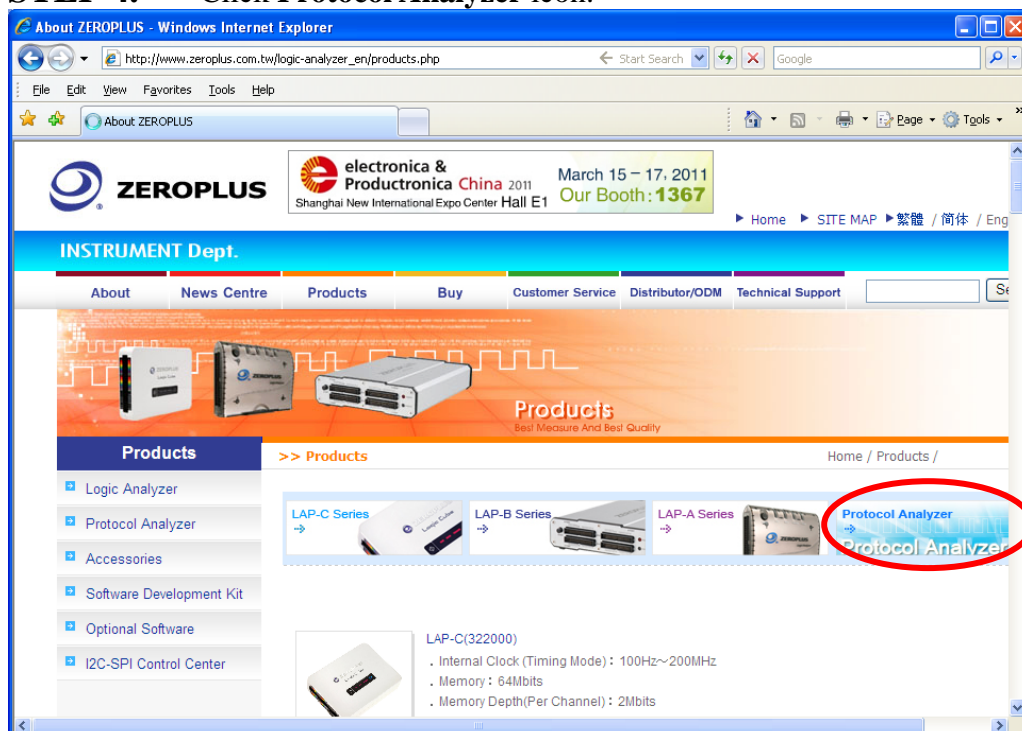 STEP 4. Click Protocol Analyzer icon.
About ZEROPLUS - Windows Internet Explorer
http://www.zeroplus.com.tw/logic-analyzer_en/products.php
Start Search
Google
File Edit View Favorites Tools Help
About ZEROPLUS
Page Tools
ZEROPLUS
electronica &
Productronica China 2011
Shanghai New International Expo Center Hall E1
March 15 – 17, 2011
Our Booth: 1367
Home SITE MAP 繁體 / 简体 / Eng
INSTRUMENT Dept.
About News Centre Products Buy Customer Service Distributor/ODM Technical Support
Products
Best Measure And Best Quality
Products
>> Products
Home / Products /
Logic Analyzer
Protocol Analyzer
Accessories
Software Development Kit
Optional Software
I2C-SPI Control Center
LAP-C Series
LAP-B Series
LAP-A Series
Protocol Analyzer
Protocol Analyzer
LAP-C(322000)
. Internal Clock (Timing Mode)：100Hz～200MHz
. Memory：64Mbits
. Memory Depth(Per Channel)：2Mbits